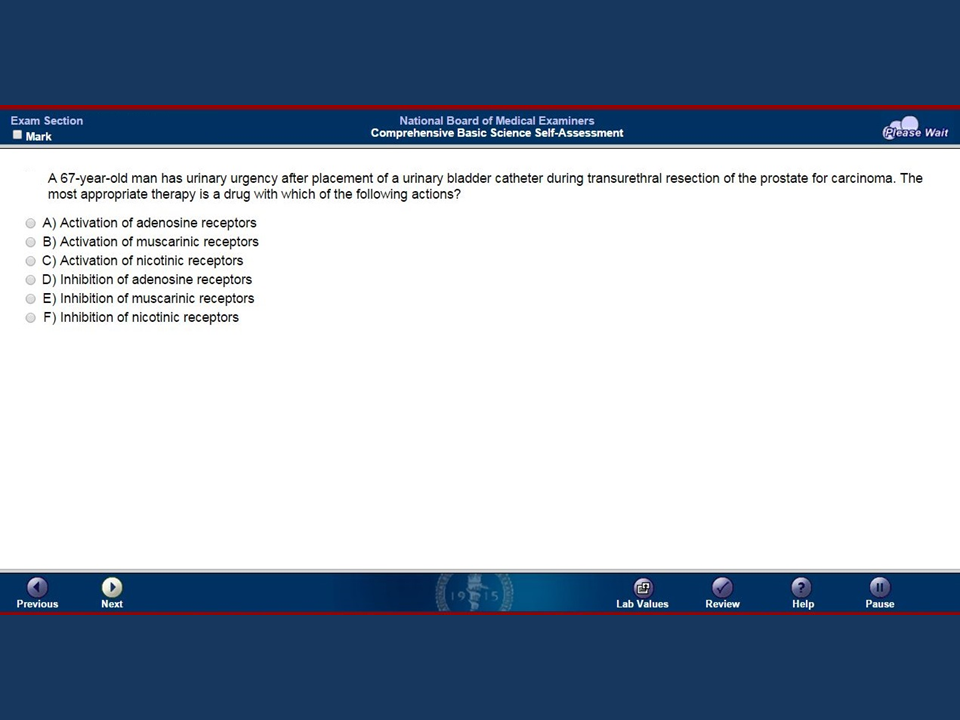 Exam Section
Mark
National Board of Medical Examiners
Comprehensive Basic Science Self-Assessment
Please Wait
A 67-year-old man has urinary urgency after placement of a urinary bladder catheter during transurethral resection of the prostate for carcinoma. The
most appropriate therapy is a drug with which of the following actions?
A) Activation of adenosine receptors
B) Activation of muscarinic receptors
C) Activation of nicotinic receptors
D) Inhibition of adenosine receptors
E) Inhibition of muscarinic receptors
F) Inhibition of nicotinic receptors
Previous
Next
1915
Lab Values
Review
Help
Pause